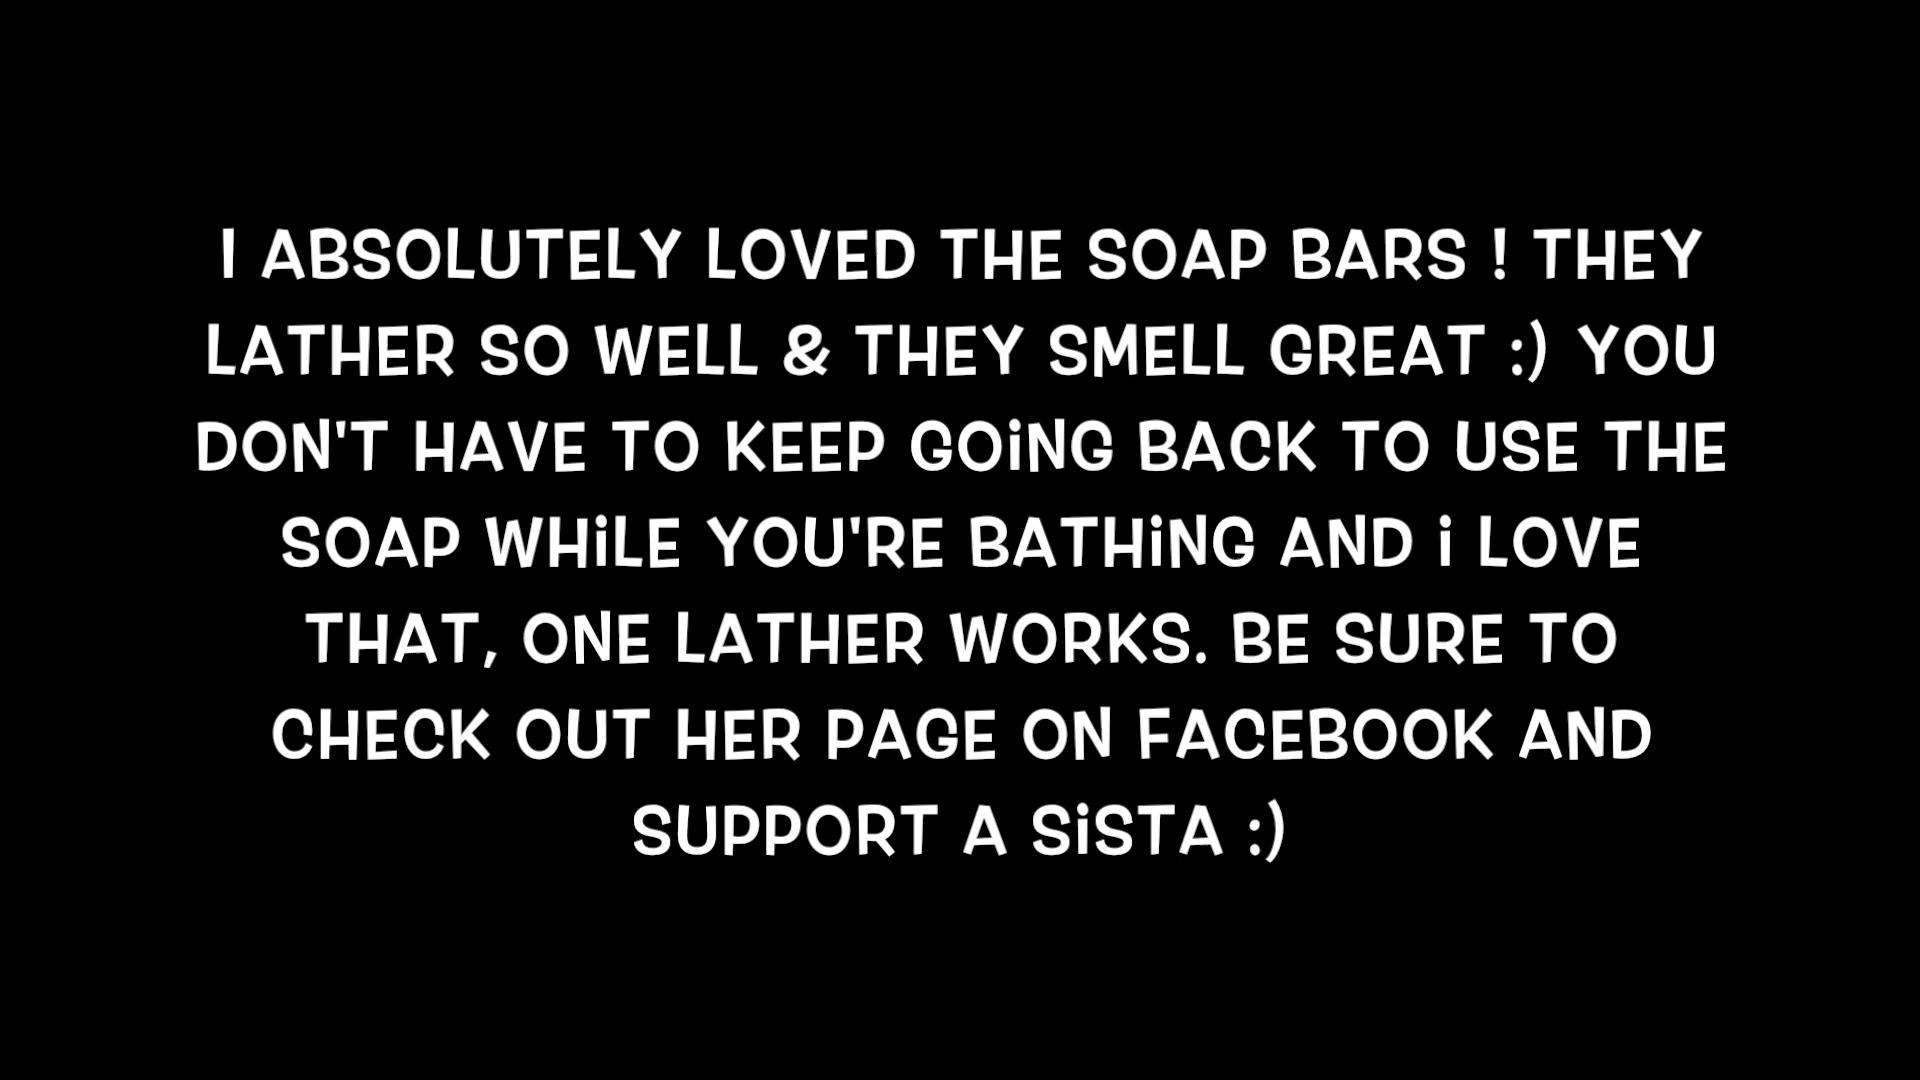 I ABSOLUTELY LOVED THE SOAP BARS ! THEY
LATHER SO WELL & THEY SMELL GREAT :) YOU
DON'T HAVE TO KEEP GOiNG BACK TO USE THE
SOAP WHiLE YOU'RE BATHiNG AND i LOVE
THAT, ONE LATHER WORKS. BE SURE TO
CHECK OUT HER PAGE ON FACEBOOK AND
SUPPORT A SiSTA :)